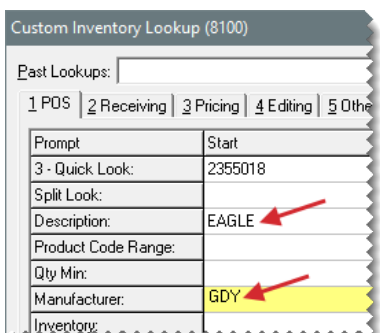 Custom Inventory Lookup (8100)
Past Lookups:
1 POS 2 Receiving 3 Pricing 4 Editing 5 Othe
Prompt Start
3 - Quick Look: 2355018
Split Look:
Description: EAGLE
Product Code Range:
Qty Min:
Manufacturer: GDY
Inventory: